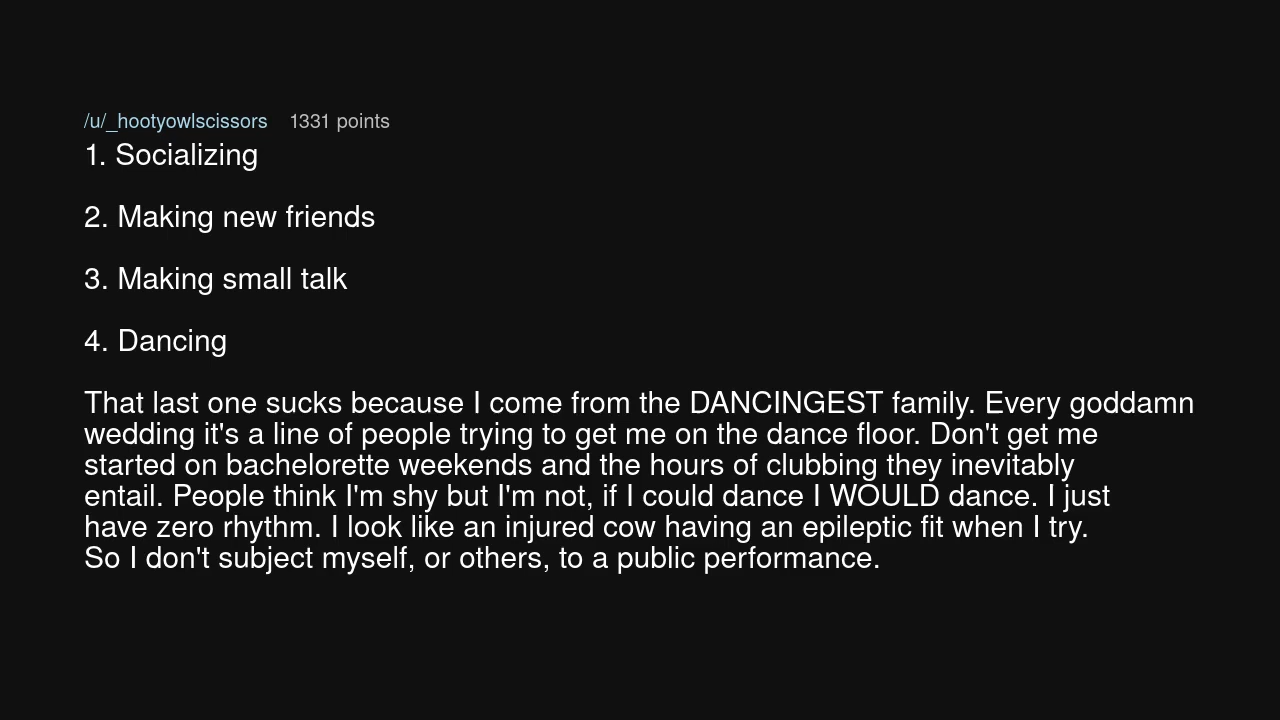 /u/_hootyowlscissors 1331 points
1. Socializing
2. Making new friends
3. Making small talk
4. Dancing
That last one sucks because I come from the DANCINGEST family. Every goddamn
wedding it's a line of people trying to get me on the dance floor. Don't get me
started on bachelorette weekends and the hours of clubbing they inevitably
entail. People think I'm shy but I'm not, if I could dance I WOULD dance. I just
have zero rhythm. I look like an injured cow having an epileptic fit when I try.
So I don't subject myself, or others, to a public performance.